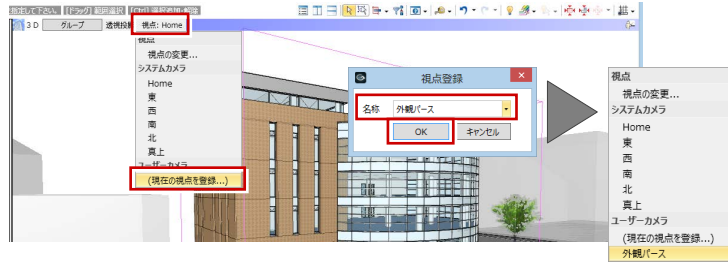 指定して下さい。 [ドラッグ] 範囲選択 [Ctrl] 選択追加・解除
3D グループ 透視投影 視点: Home
視点
視点の変更...
システムカメラ
Home
東
西
南
北
真上
ユーザーカメラ
(現在の視点を登録...)
視点登録
名称 外観パース
OK キャンセル
視点
視点の変更...
システムカメラ
Home
東
西
南
北
真上
ユーザーカメラ
(現在の視点を登録...)
外観パース